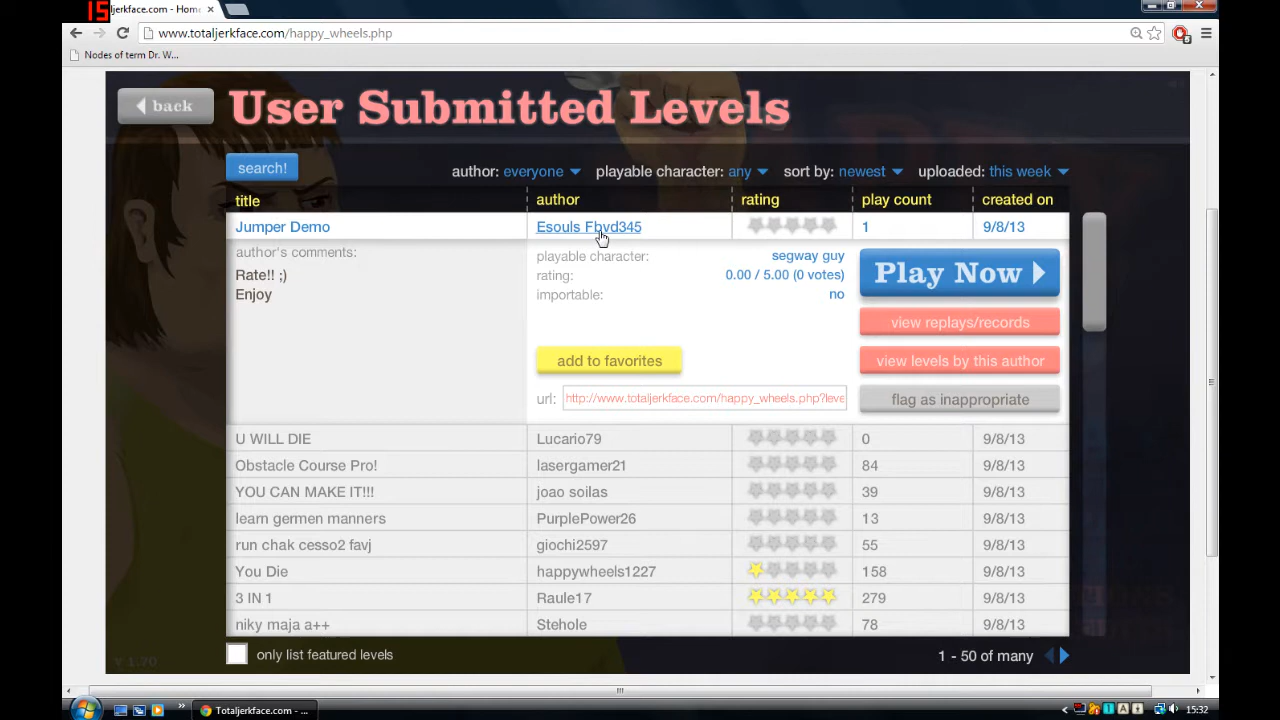 15
ljerkface.com - Home
www.totaljerkface.com/happy_wheels.php
Nodes of term Dr. W...
back
User Submitted Levels
search!
author: everyone playable character: any sort by: newest uploaded: this week
title author rating play count created on
Jumper Demo Esouls Fbvd345 1 9/8/13
author's comments:
Rate!! ;)
Enjoy
playable character: segway guy
rating: 0.00 / 5.00 (0 votes)
importable: no
add to favorites
url: http://www.totaljerkface.com/happy_wheels.php?leve
Play Now
view replays/records
view levels by this author
flag as inappropriate
U WILL DIE Lucario79 0 9/8/13
Obstacle Course Pro! lasergamer21 84 9/8/13
YOU CAN MAKE IT!!! joao soilas 39 9/8/13
learn germen manners PurplePower26 13 9/8/13
run chak cesso2 favj giochi2597 55 9/8/13
You Die happywheels1227 158 9/8/13
3 IN 1 Raule17 279 9/8/13
niky maja a++ Stehole 78 9/8/13
only list featured levels
1 - 50 of many
v 1.70
Totaljerkface.com - ...
15:32